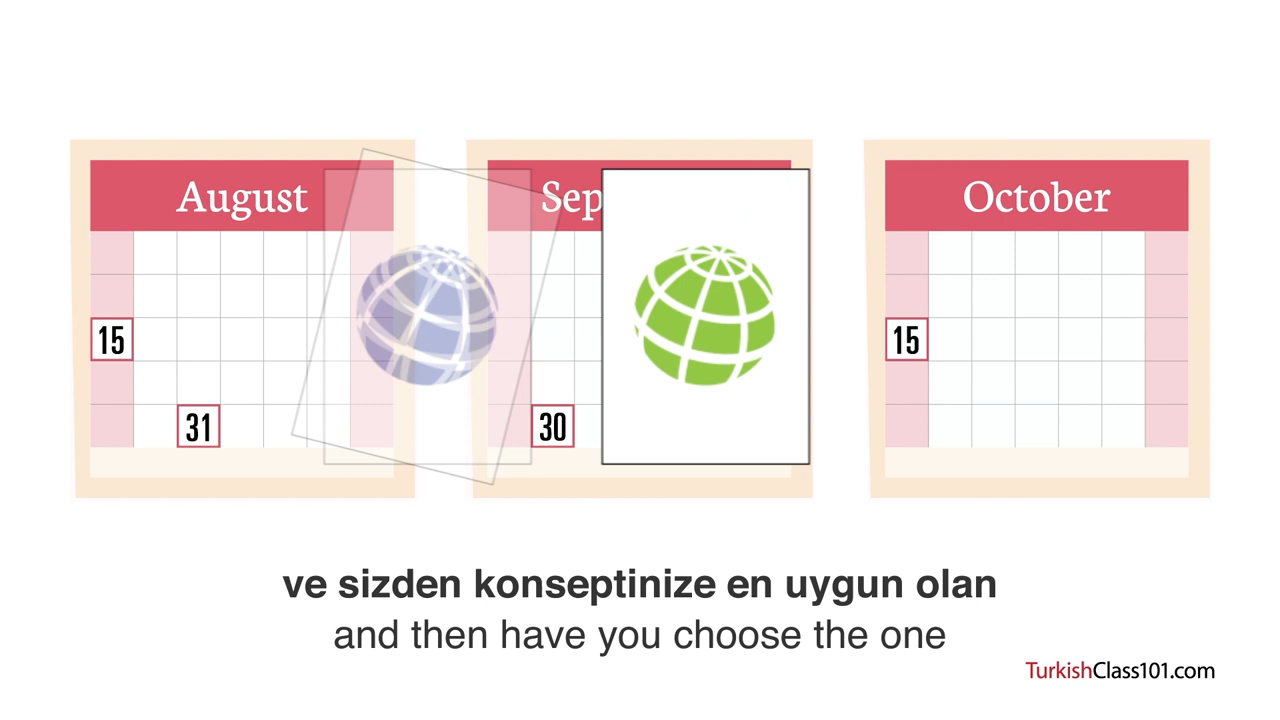 August
Sep
October
15
15
31
30
ve sizden konseptinize en uygun olan
and then have you choose the one
TurkishClass101.com